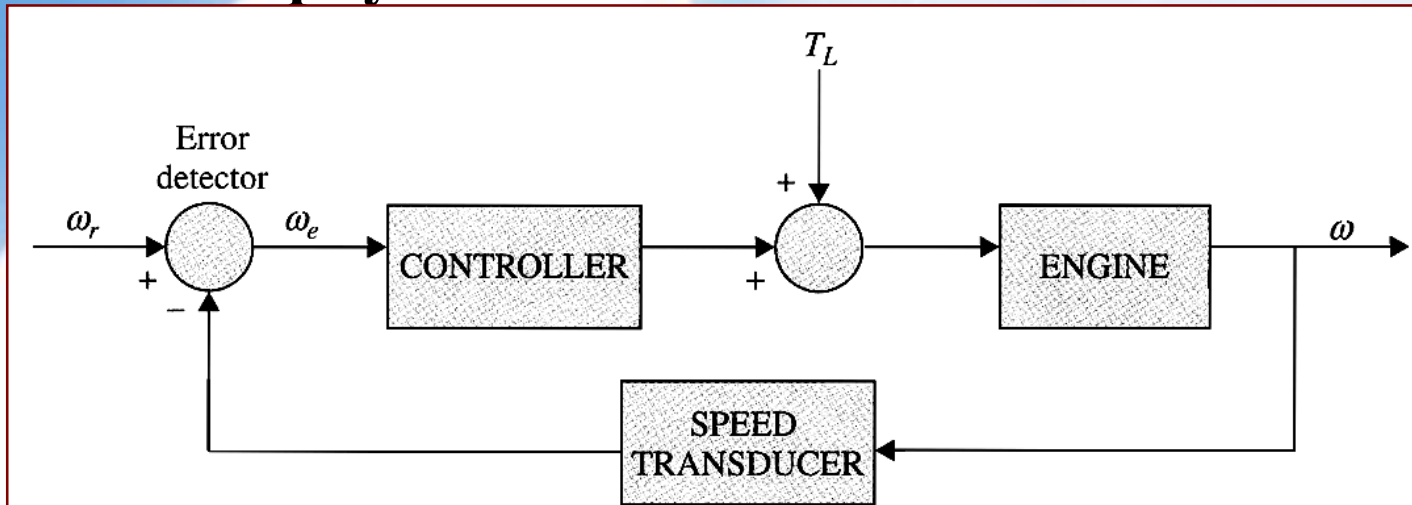 T_L
Error
detector
+
ω_r
ω_e
CONTROLLER
ENGINE
ω
+
+
−
SPEED
TRANSDUCER